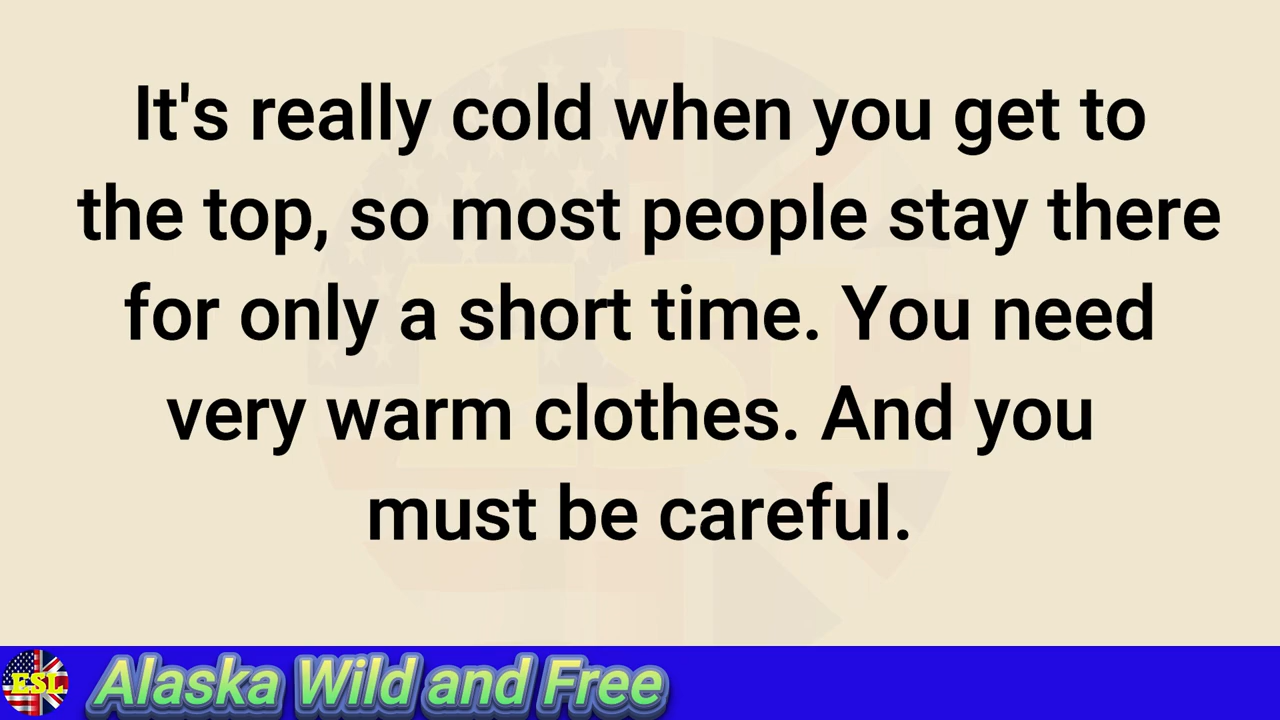 It's really cold when you get to
the top, so most people stay there
for only a short time. You need
very warm clothes. And you
must be careful.
ESL
Alaska Wild and Free